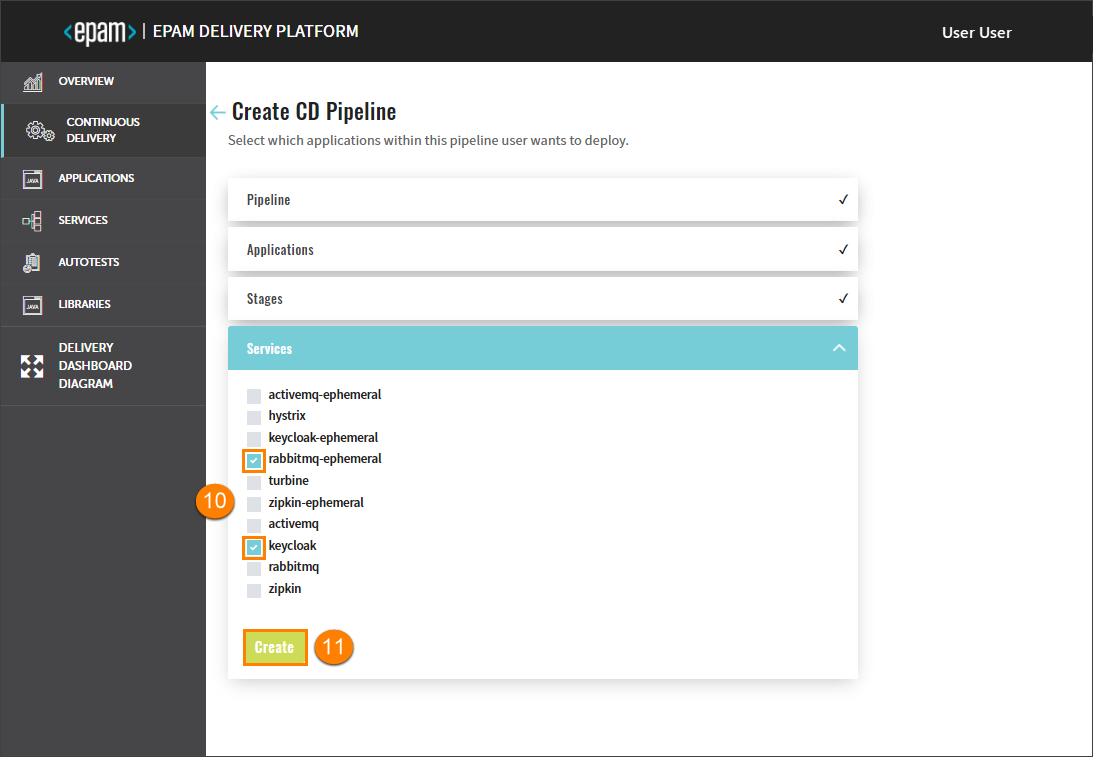 <epam> | EPAM DELIVERY PLATFORM
User User
OVERVIEW
CONTINUOUS
DELIVERY
APPLICATIONS
SERVICES
AUTOTESTS
LIBRARIES
DELIVERY
DASHBOARD
DIAGRAM
Create CD Pipeline
Select which applications within this pipeline user wants to deploy.
Pipeline
Applications
Stages
Services
activemq-ephemeral
hystrix
keycloak-ephemeral
rabbitmq-ephemeral
turbine
zipkin-ephemeral
activemq
keycloak
rabbitmq
zipkin
10
Create
11
JAVA
JAVA